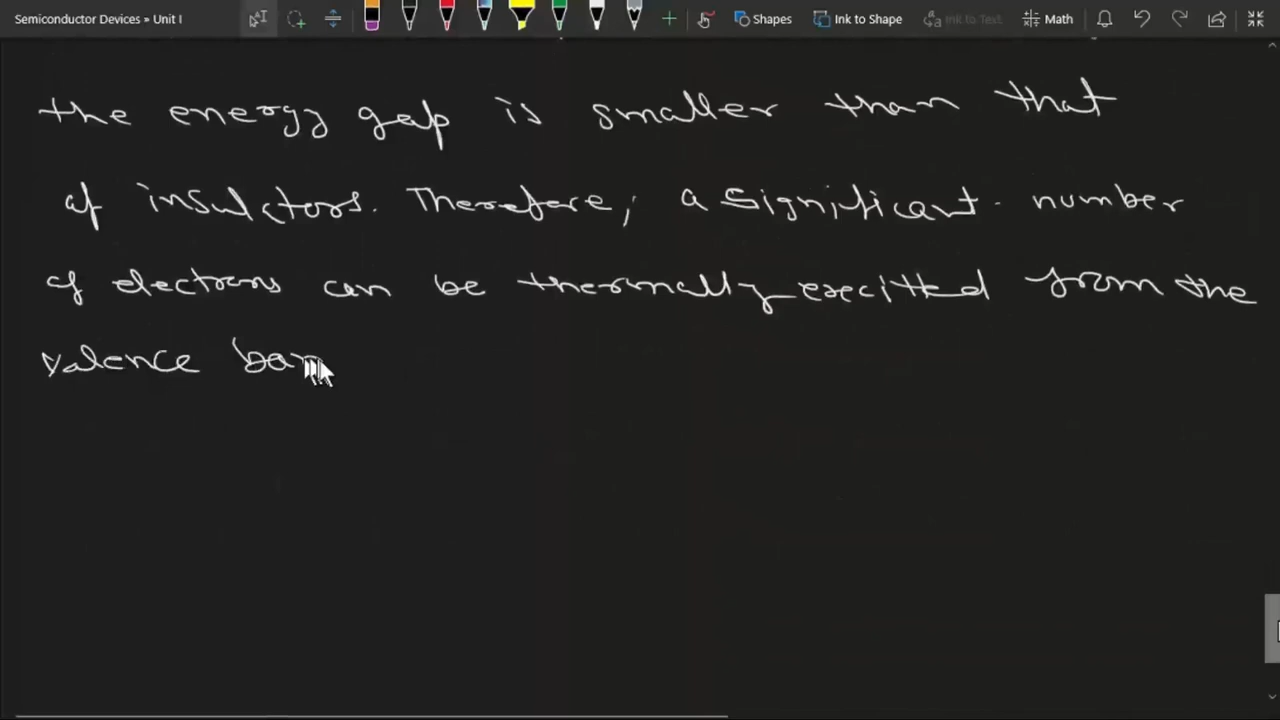 Semiconductor Devices » Unit I
Shapes
Ink to Shape
Ink to Text
Math
the energy gap is smaller than that
of insulators. Therefore, a significant number
of electrons can be thermally excitted from the
valence ban